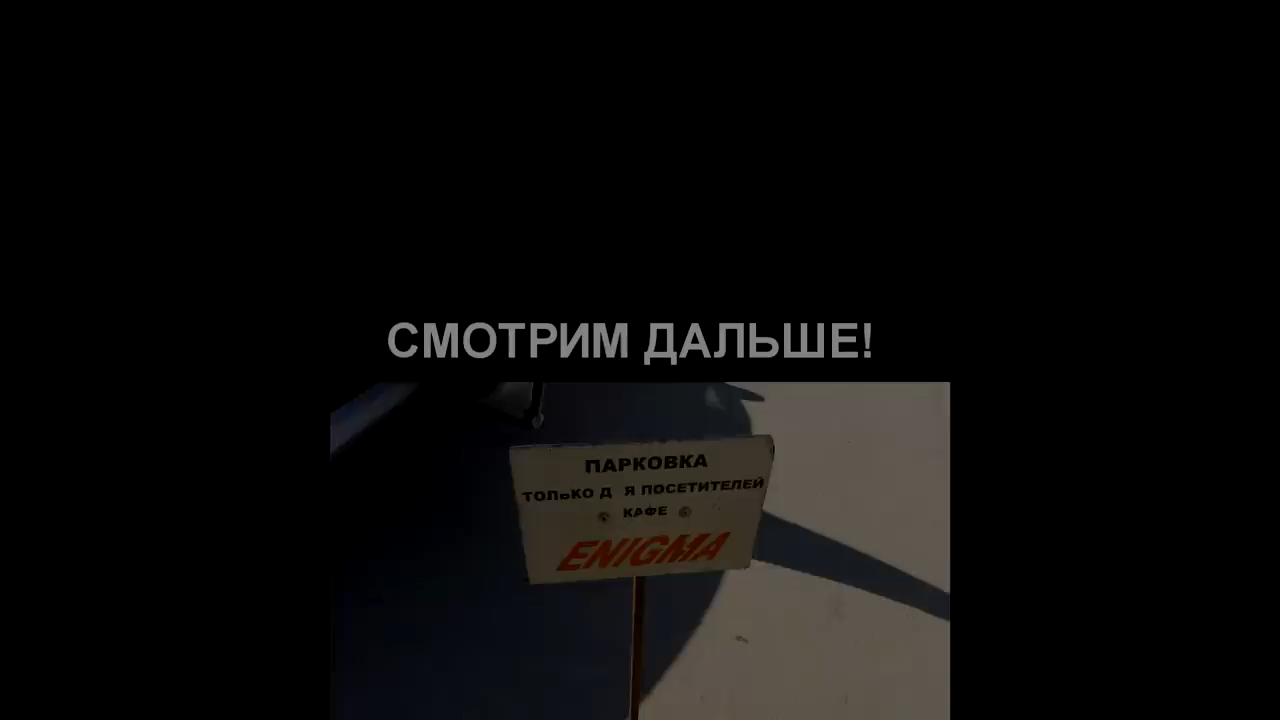 СМОТРИМ ДАЛЬШЕ!
ПАРКОВКА
ТОЛЬКО Д Я ПОСЕТИТЕЛЕЙ
КАФЕ
ENIGMA